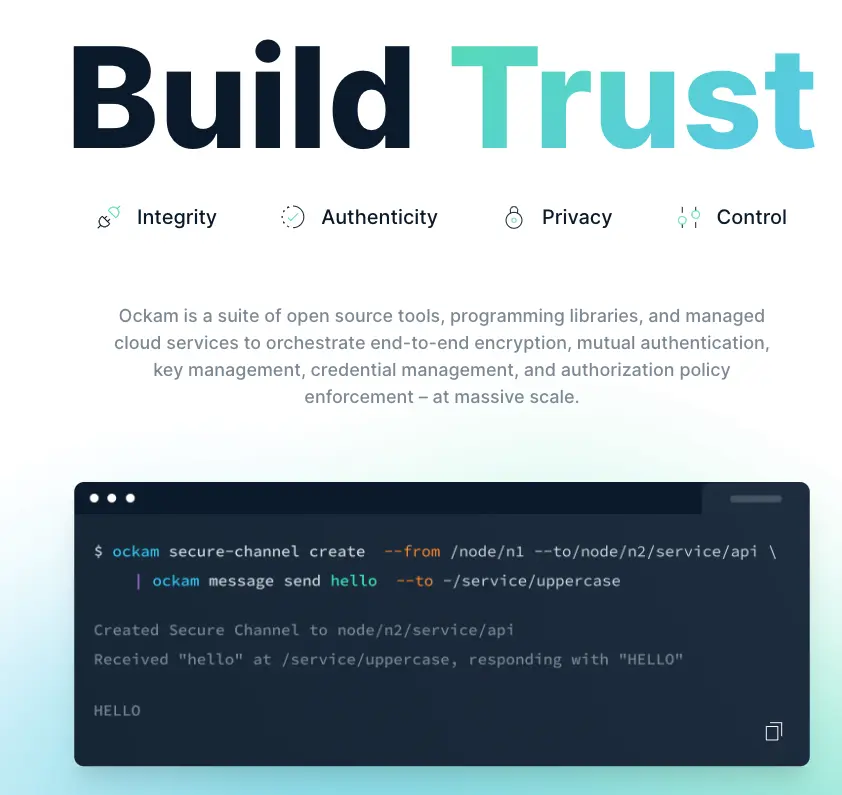 Build Trust
Integrity Authenticity Privacy Control
Ockam is a suite of open source tools, programming libraries, and managed
cloud services to orchestrate end-to-end encryption, mutual authentication,
key management, credential management, and authorization policy
enforcement – at massive scale.
$ ockam secure-channel create --from /node/n1 --to/node/n2/service/api \
| ockam message send hello --to -/service/uppercase
Created Secure Channel to node/n2/service/api
Received "hello" at /service/uppercase, responding with "HELLO"
HELLO